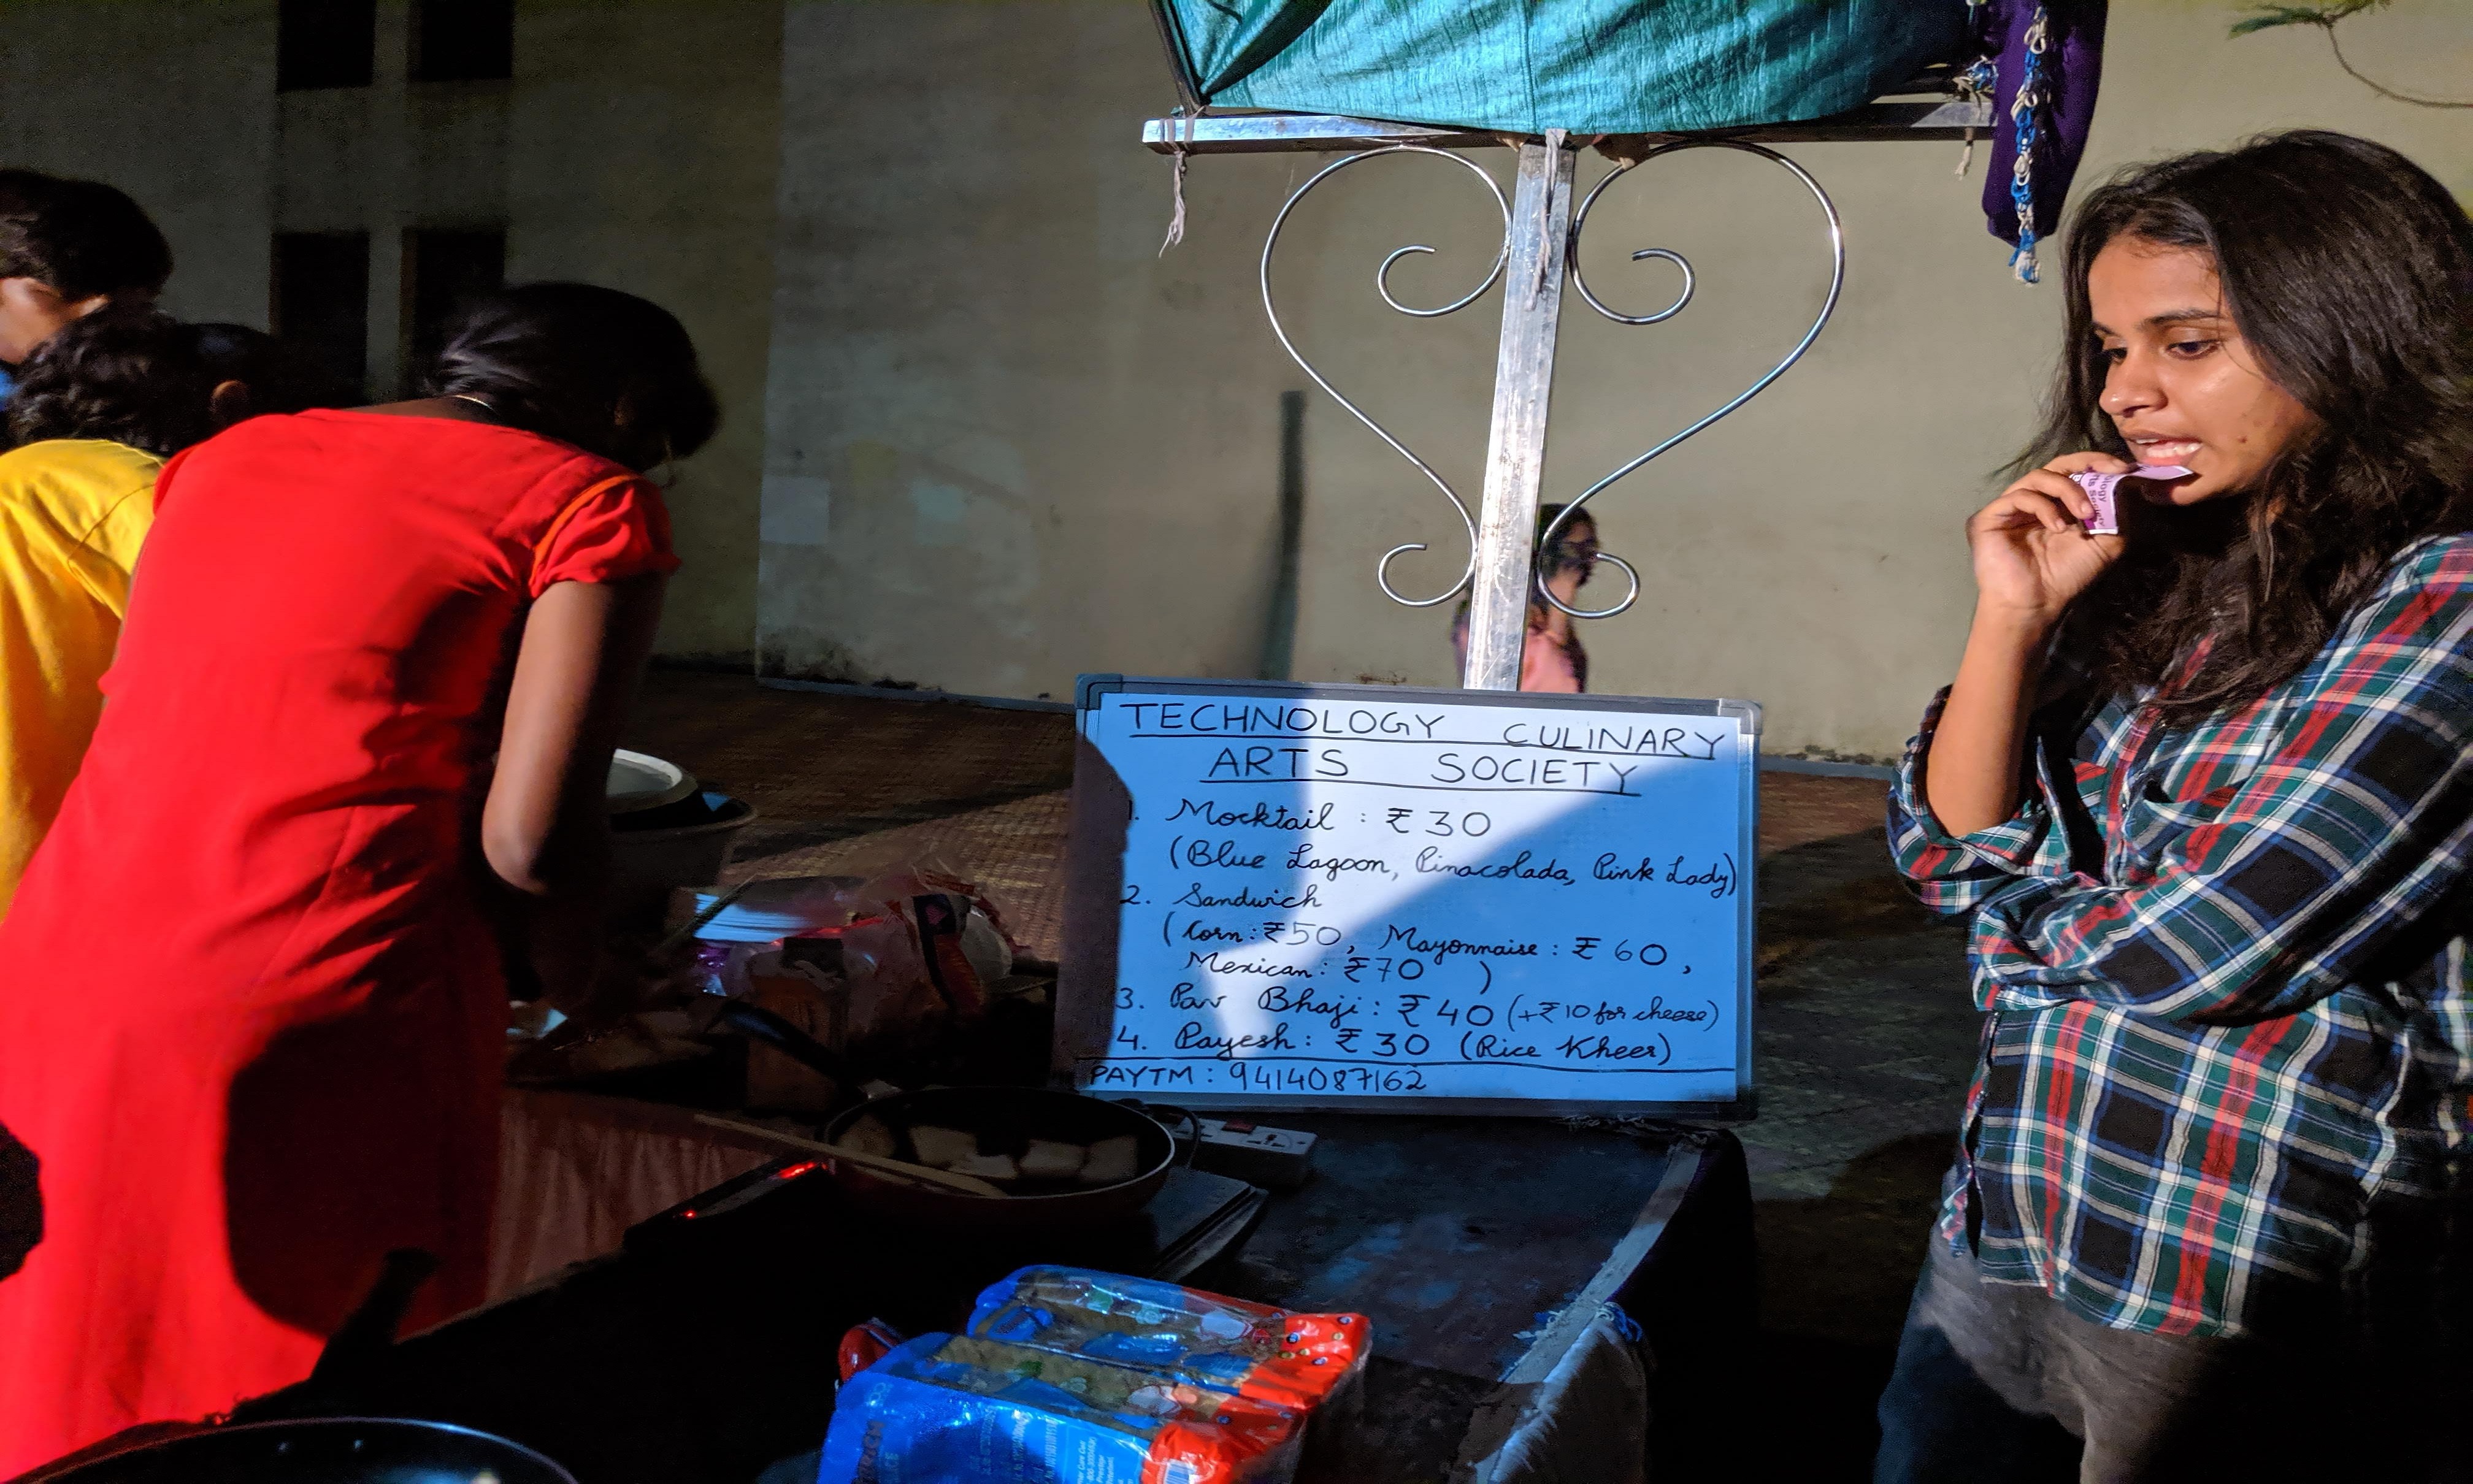 TECHNOLOGY CULINARY
ARTS SOCIETY
1. Mocktail : ₹30
(Blue Lagoon, Pinacolada, Pink Lady)
2. Sandwich
(Corn : ₹50, Mayonnaise : ₹ 60,
Mexican : ₹70 )
3. Pav Bhaji : ₹ 40 (+₹10 for cheese)
4. Payesh : ₹ 30 (Rice Kheer)
PAYTM : 9414087162